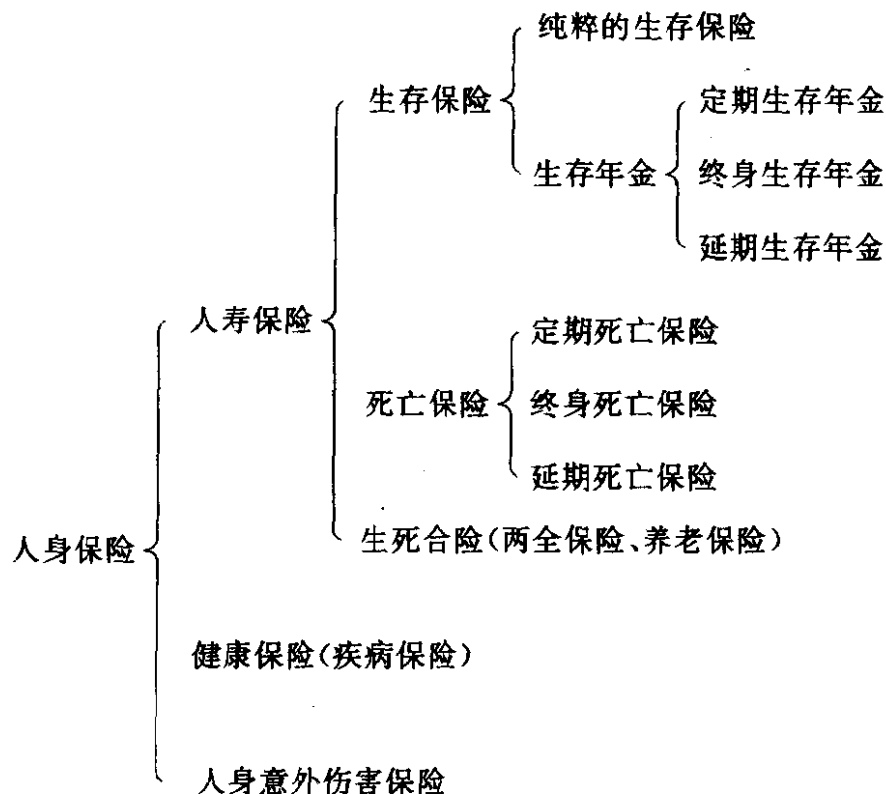 纯粹的生存保险
生存保险
定期生存年金
生存年金
终身生存年金
延期生存年金
人寿保险
定期死亡保险
死亡保险
终身死亡保险
延期死亡保险
人身保险
生死合险(两全保险、养老保险)
健康保险(疾病保险)
人身意外伤害保险